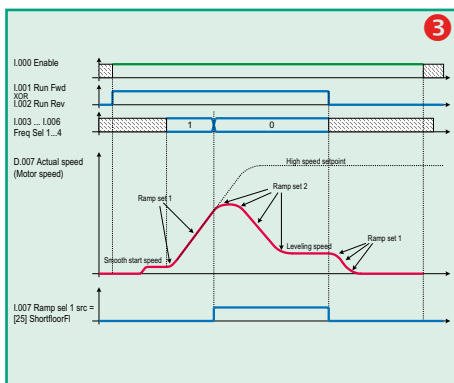 3
I.000 Enable
I.001 Run Fwd
XOR
I.002 Run Rev
I.003 ... I.006
Freq Sel 1...4
1
0
D.007 Actual speed
(Motor speed)
High speed setpoint
Ramp set 1
Ramp set 2
Smooth start speed
Leveling speed
Ramp set 1
I.007 Ramp sel 1 src =
[25] ShortfloorFl